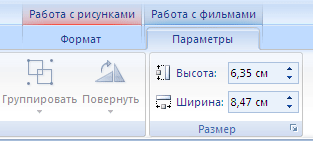 Работа с рисунками Работа с фильмами
Формат Параметры
Группировать Повернуть
Высота: 6,35 см
Ширина: 8,47 см
Размер